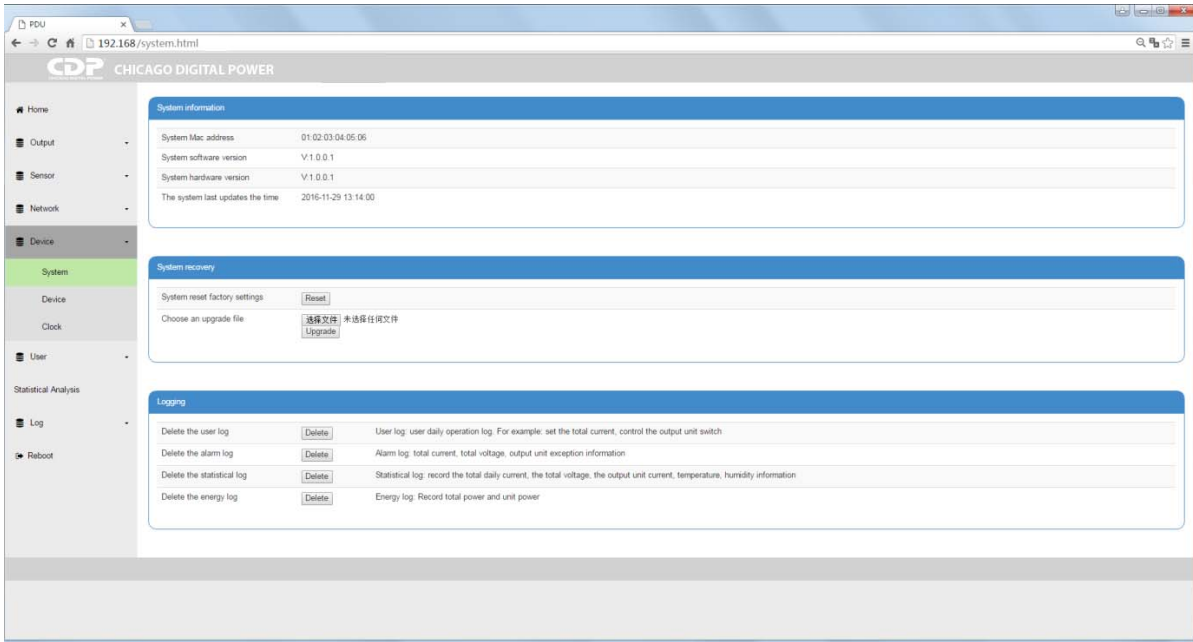 PDU
192.168/system.html
CDP CHICAGO DIGITAL POWER
Home
Output
Sensor
Network
Device
System
Device
Clock
User
Statistical Analysis
Log
Reboot
System information
System Mac address 01:02:03:04:05:06
System software version V:1.0.0.1
System hardware version V:1.0.0.1
The system last updates the time 2016-11-29 13:14:00
System recovery
System reset factory settings Reset
Choose an upgrade file 选择文件 未选择任何文件
Upgrade
Logging
Delete the user log Delete User log: user daily operation log. For example: set the total current, control the output unit switch
Delete the alarm log Delete Alarm log: total current, total voltage, output unit exception information
Delete the statistical log Delete Statistical log: record the total daily current, the total voltage, the output unit current, temperature, humidity information
Delete the energy log Delete Energy log: Record total power and unit power